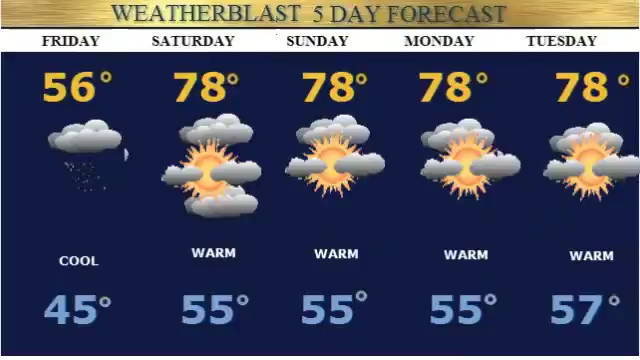 WEATHERBLAST 5 DAY FORECAST
FRIDAY SATURDAY SUNDAY MONDAY TUESDAY
56° 78° 78° 78° 78°
COOL WARM WARM WARM WARM
45° 55° 55° 55° 57°